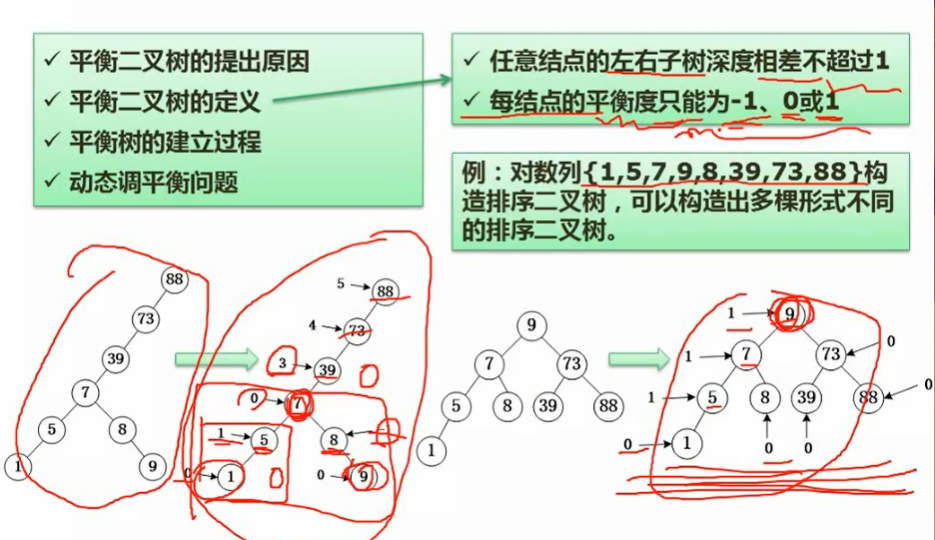 ✓ 平衡二叉树的提出原因
✓ 平衡二叉树的定义
✓ 平衡树的建立过程
✓ 动态调平衡问题
✓ 任意结点的左右子树深度相差不超过1
✓ 每结点的平衡度只能为-1、0或1
例：对数列{1,5,7,9,8,39,73,88}构
造排序二叉树，可以构造出多棵形式不同
的排序二叉树。
88
73
39
7
5 8
1 9
5 88
4 73
3 39
0 7
1 5 8
0 1 0 9
0
0
9
7 73
5 8 39 88
1
1 9
1 7 73 0
1 5 8 39 88 0
0 1 0 0